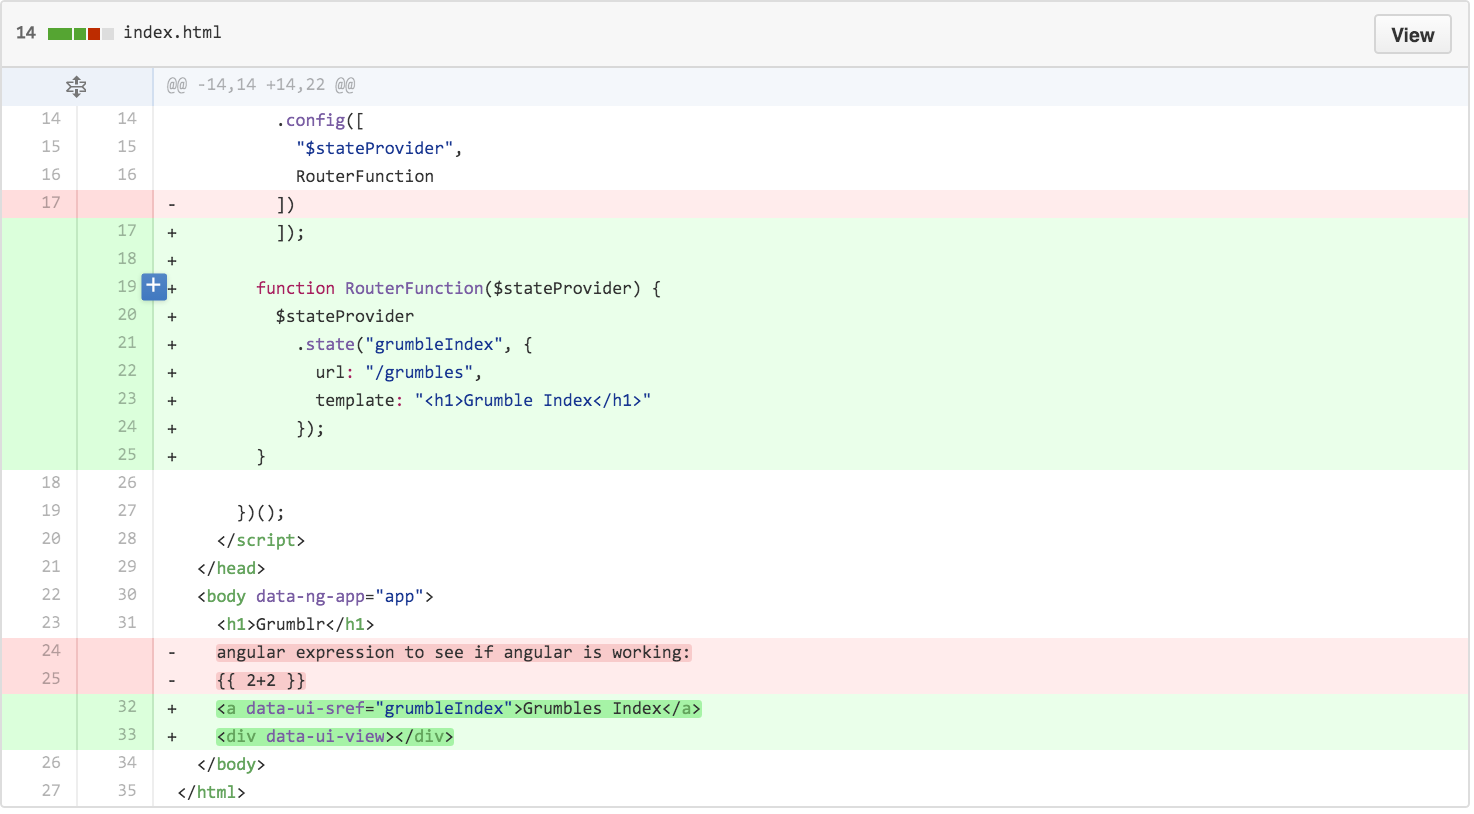 14 index.html View
@@ -14,14 +14,22 @@
14 14 .config([
15 15 "$stateProvider",
16 16 RouterFunction
17 - ])
17 + ]);
18 +
19 + function RouterFunction($stateProvider) {
20 + $stateProvider
21 + .state("grumbleIndex", {
22 + url: "/grumbles",
23 + template: "<h1>Grumble Index</h1>"
24 + });
25 + }
18 26
19 27 })();
20 28 </script>
21 29 </head>
22 30 <body data-ng-app="app">
23 31 <h1>Grumblr</h1>
24 - angular expression to see if angular is working:
25 - {{ 2+2 }}
32 + <a data-ui-sref="grumbleIndex">Grumbles Index</a>
33 + <div data-ui-view></div>
26 34 </body>
27 35 </html>